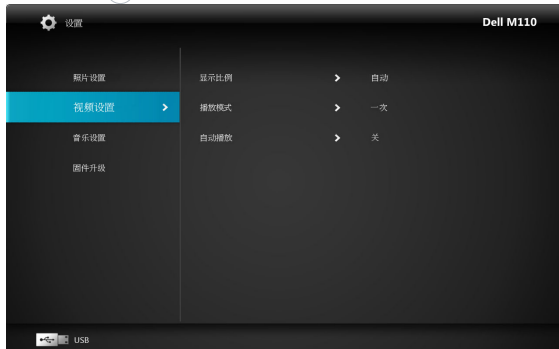 设置 Dell M110
照片设置 显示比例 自动
视频设置 播放模式 一次
音乐设置 自动播放 关
固件升级
USB